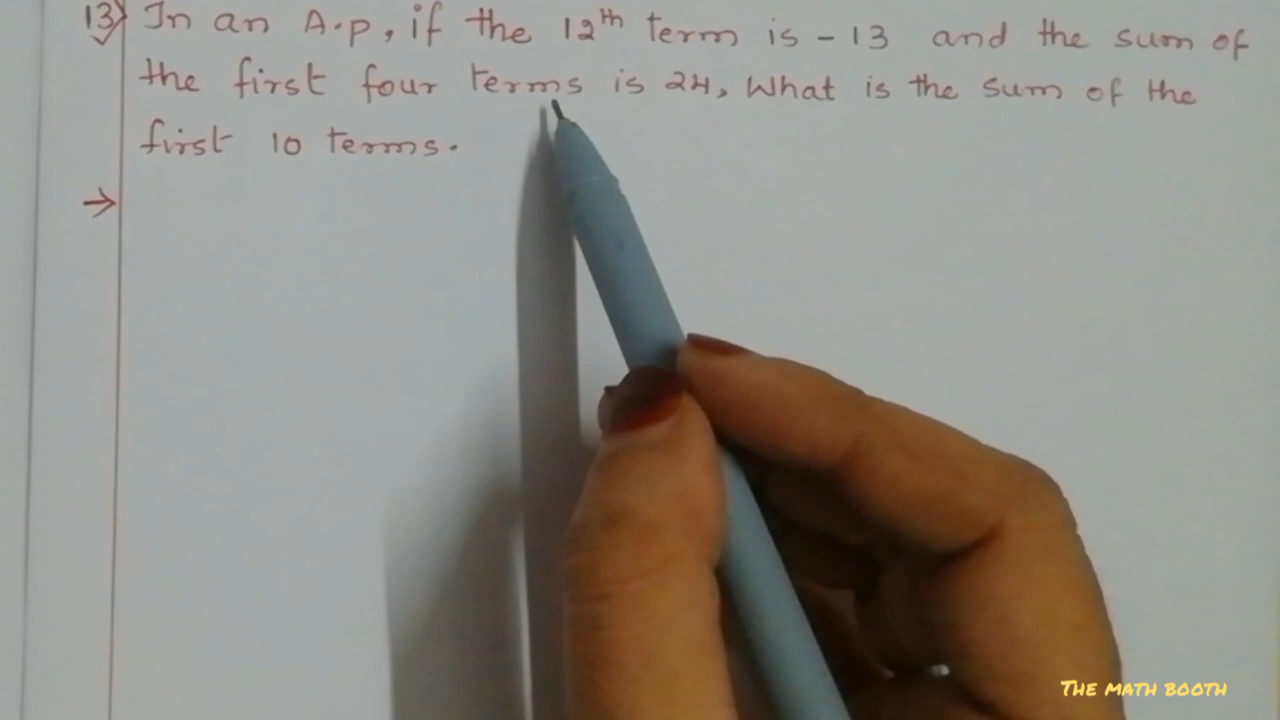 13) In an A.p, if the 12th term is -13 and the sum of
the first four terms is 24, What is the sum of the
first 10 terms.
→
THE MATH BOOTH